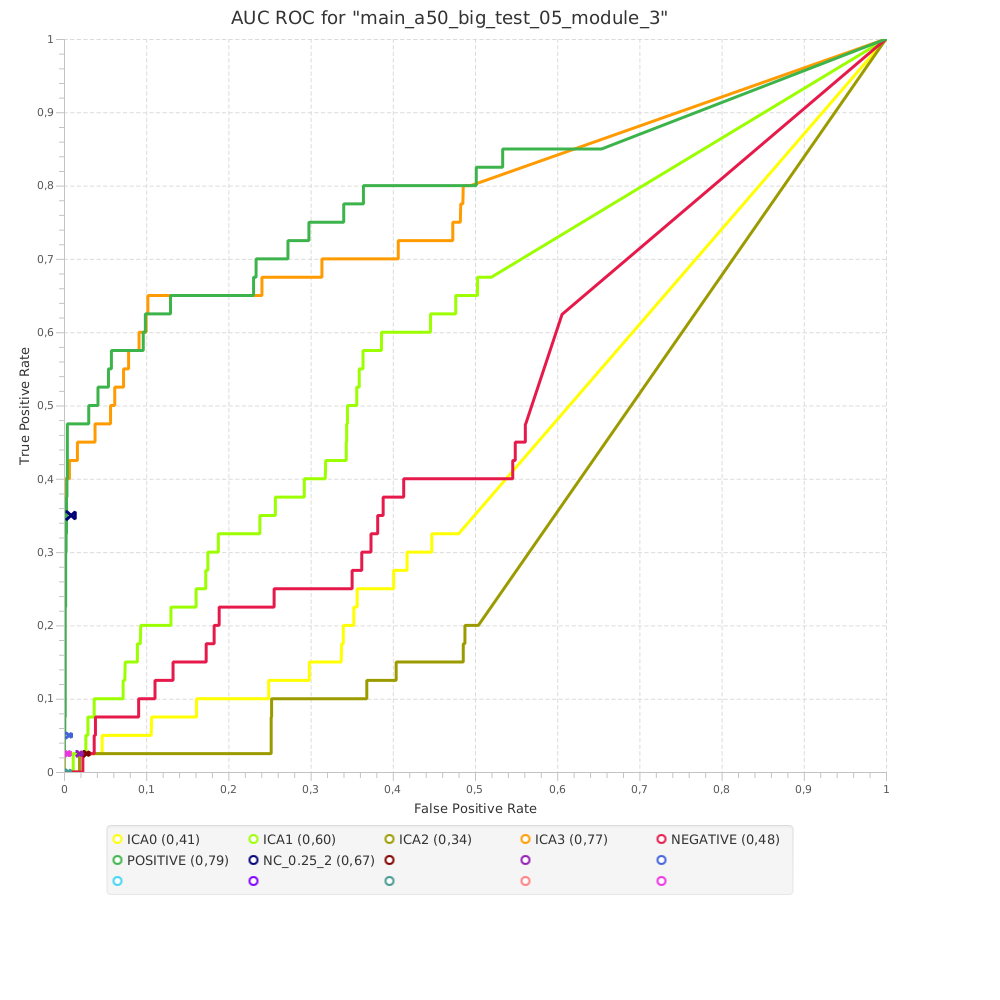 AUC ROC for "main_a50_big_test_05_module_3"
1
0,9
0,8
0,7
0,6
0,5
0,4
0,3
0,2
0,1
0
True Positive Rate
0 0,1 0,2 0,3 0,4 0,5 0,6 0,7 0,8 0,9 1
False Positive Rate
ICA0 (0,41) ICA1 (0,60) ICA2 (0,34) ICA3 (0,77) NEGATIVE (0,48)
POSITIVE (0,79) NC_0.25_2 (0,67)